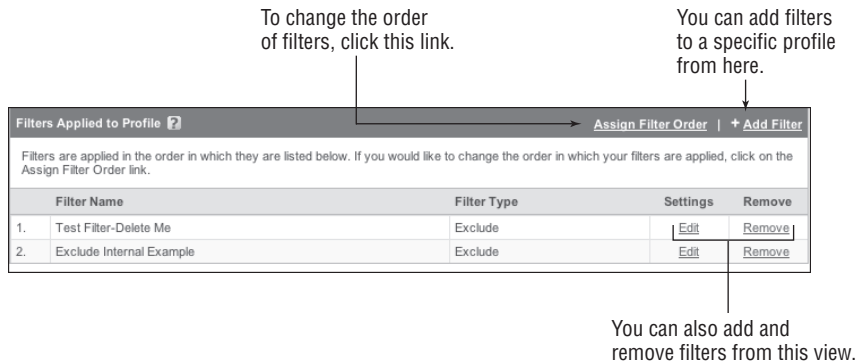 To change the order
of filters, click this link.
You can add filters
to a specific profile
from here.
Filters Applied to Profile ?
Assign Filter Order | + Add Filter
Filters are applied in the order in which they are listed below. If you would like to change the order in which your filters are applied, click on the
Assign Filter Order link.
Filter Name Filter Type Settings Remove
1. Test Filter-Delete Me Exclude Edit Remove
2. Exclude Internal Example Exclude Edit Remove
You can also add and
remove filters from this view.